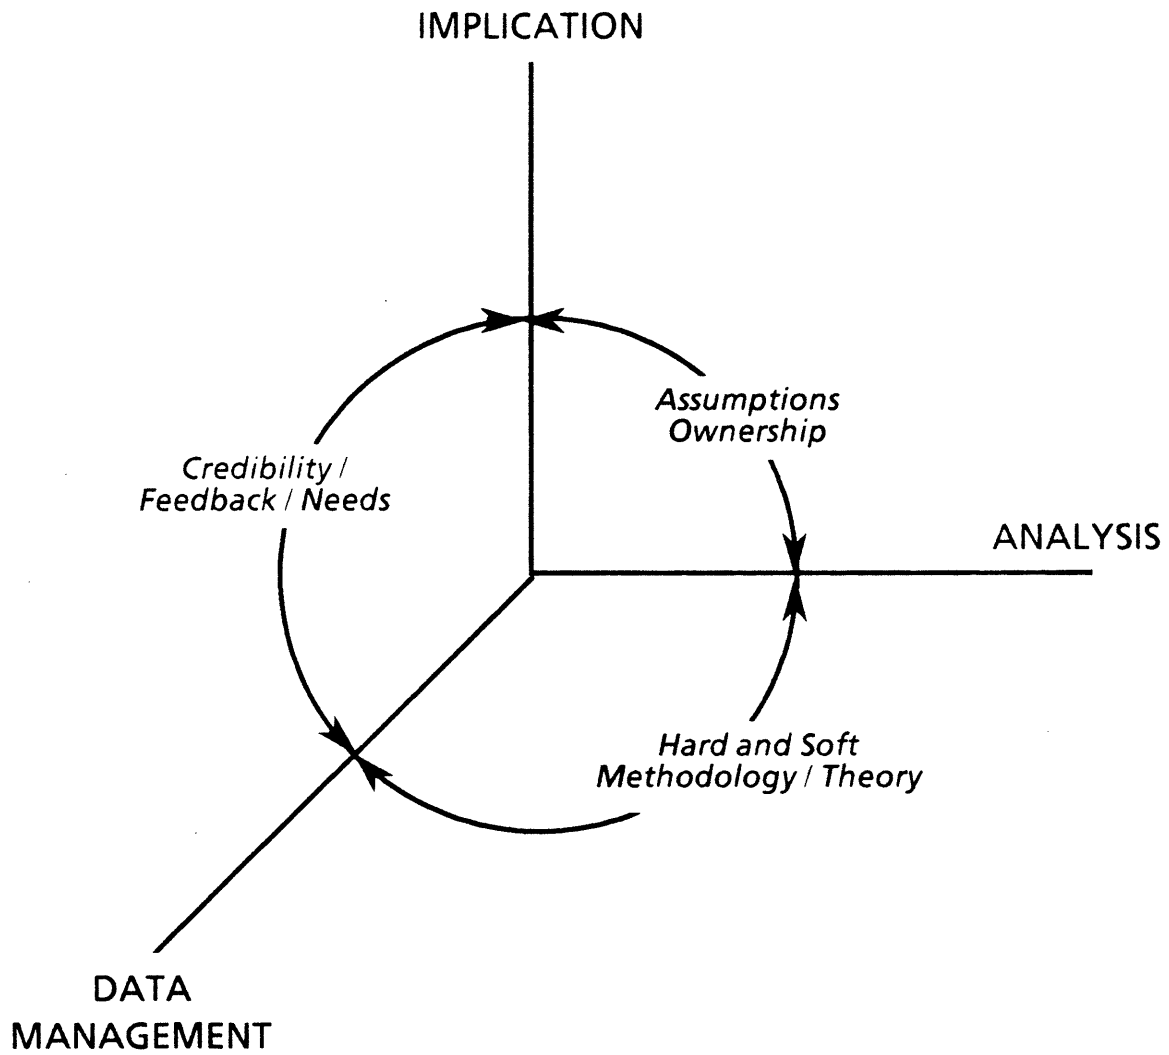 IMPLICATION
Assumptions
Ownership
Credibility /
Feedback / Needs
ANALYSIS
Hard and Soft
Methodology / Theory
DATA
MANAGEMENT